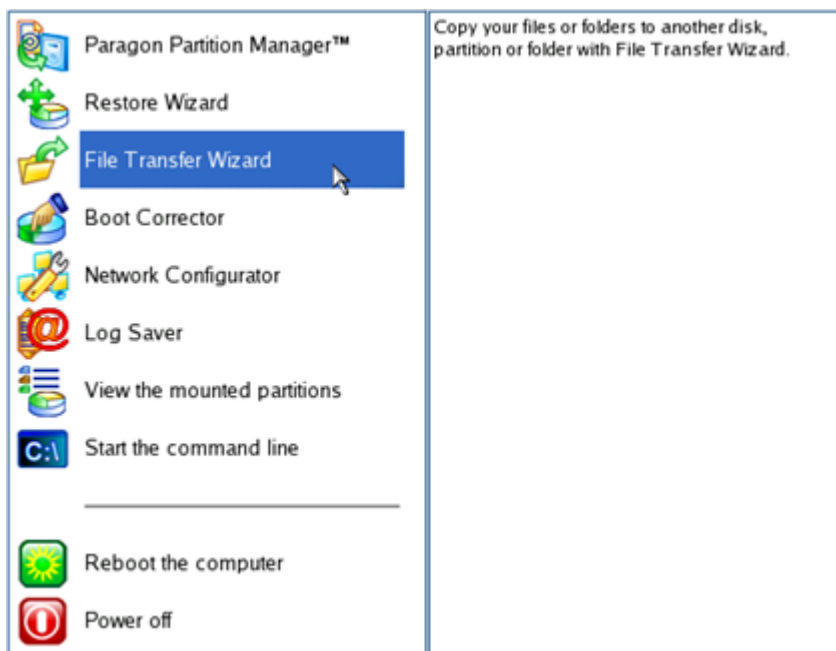 Paragon Partition Manager™
Restore Wizard
File Transfer Wizard
Boot Corrector
Network Configurator
Log Saver
View the mounted partitions
C:\
Start the command line
Reboot the computer
Power off
Copy your files or folders to another disk,
partition or folder with File Transfer Wizard.